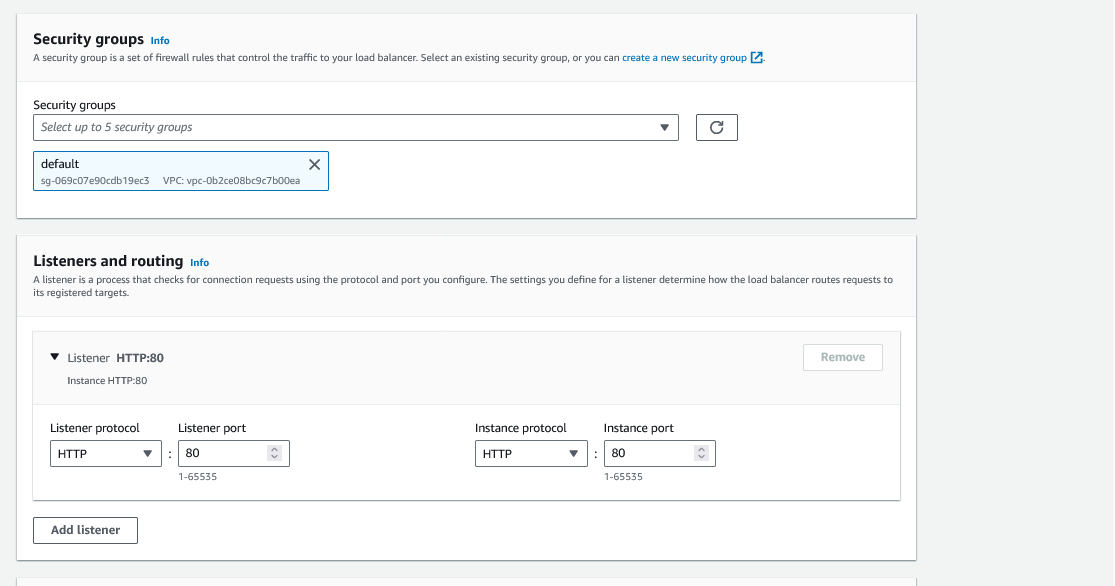 Security groups Info
A security group is a set of firewall rules that control the traffic to your load balancer. Select an existing security group, or you can create a new security group.
Security groups
Select up to 5 security groups
default
sg-069c07e90cdb19ec3 VPC: vpc-0b2ce08bc9c7b00ea
Listeners and routing Info
A listener is a process that checks for connection requests using the protocol and port you configure. The settings you define for a listener determine how the load balancer routes requests to
its registered targets.
Listener HTTP:80 Remove
Instance HTTP:80
Listener protocol Listener port Instance protocol Instance port
HTTP : 80 HTTP : 80
1-65535 1-65535
Add listener